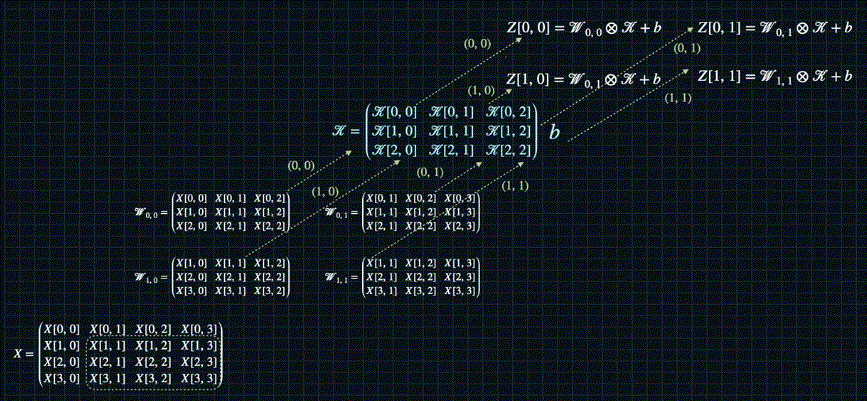 Z[0, 0] = 𝒲0, 0 ⊗ 𝒦 + b
Z[0, 1] = 𝒲0, 1 ⊗ 𝒦 + b
(0, 0)
(0, 1)
Z[1, 0] = 𝒲0, 1 ⊗ 𝒦 + b
Z[1, 1] = 𝒲1, 1 ⊗ 𝒦 + b
(1, 0)
(1, 1)
𝒦[0, 0] 𝒦[0, 1] 𝒦[0, 2]
𝒦 = 𝒦[1, 0] 𝒦[1, 1] 𝒦[1, 2] b
𝒦[2, 0] 𝒦[2, 1] 𝒦[2, 2]
(0, 0)
(0, 1)
(1, 0)
(1, 1)
X[0, 0] X[0, 1] X[0, 2]
𝒲0, 0 = X[1, 0] X[1, 1] X[1, 2]
X[2, 0] X[2, 1] X[2, 2]
X[0, 1] X[0, 2] X[0, 3]
𝒲0, 1 = X[1, 1] X[1, 2] X[1, 3]
X[2, 1] X[2, 2] X[2, 3]
X[1, 0] X[1, 1] X[1, 2]
𝒲1, 0 = X[2, 0] X[2, 1] X[2, 2]
X[3, 0] X[3, 1] X[3, 2]
X[1, 1] X[1, 2] X[1, 3]
𝒲1, 1 = X[2, 1] X[2, 2] X[2, 3]
X[3, 1] X[3, 2] X[3, 3]
X[0, 0] X[0, 1] X[0, 2] X[0, 3]
X = X[1, 0] X[1, 1] X[1, 2] X[1, 3]
X[2, 0] X[2, 1] X[2, 2] X[2, 3]
X[3, 0] X[3, 1] X[3, 2] X[3, 3]